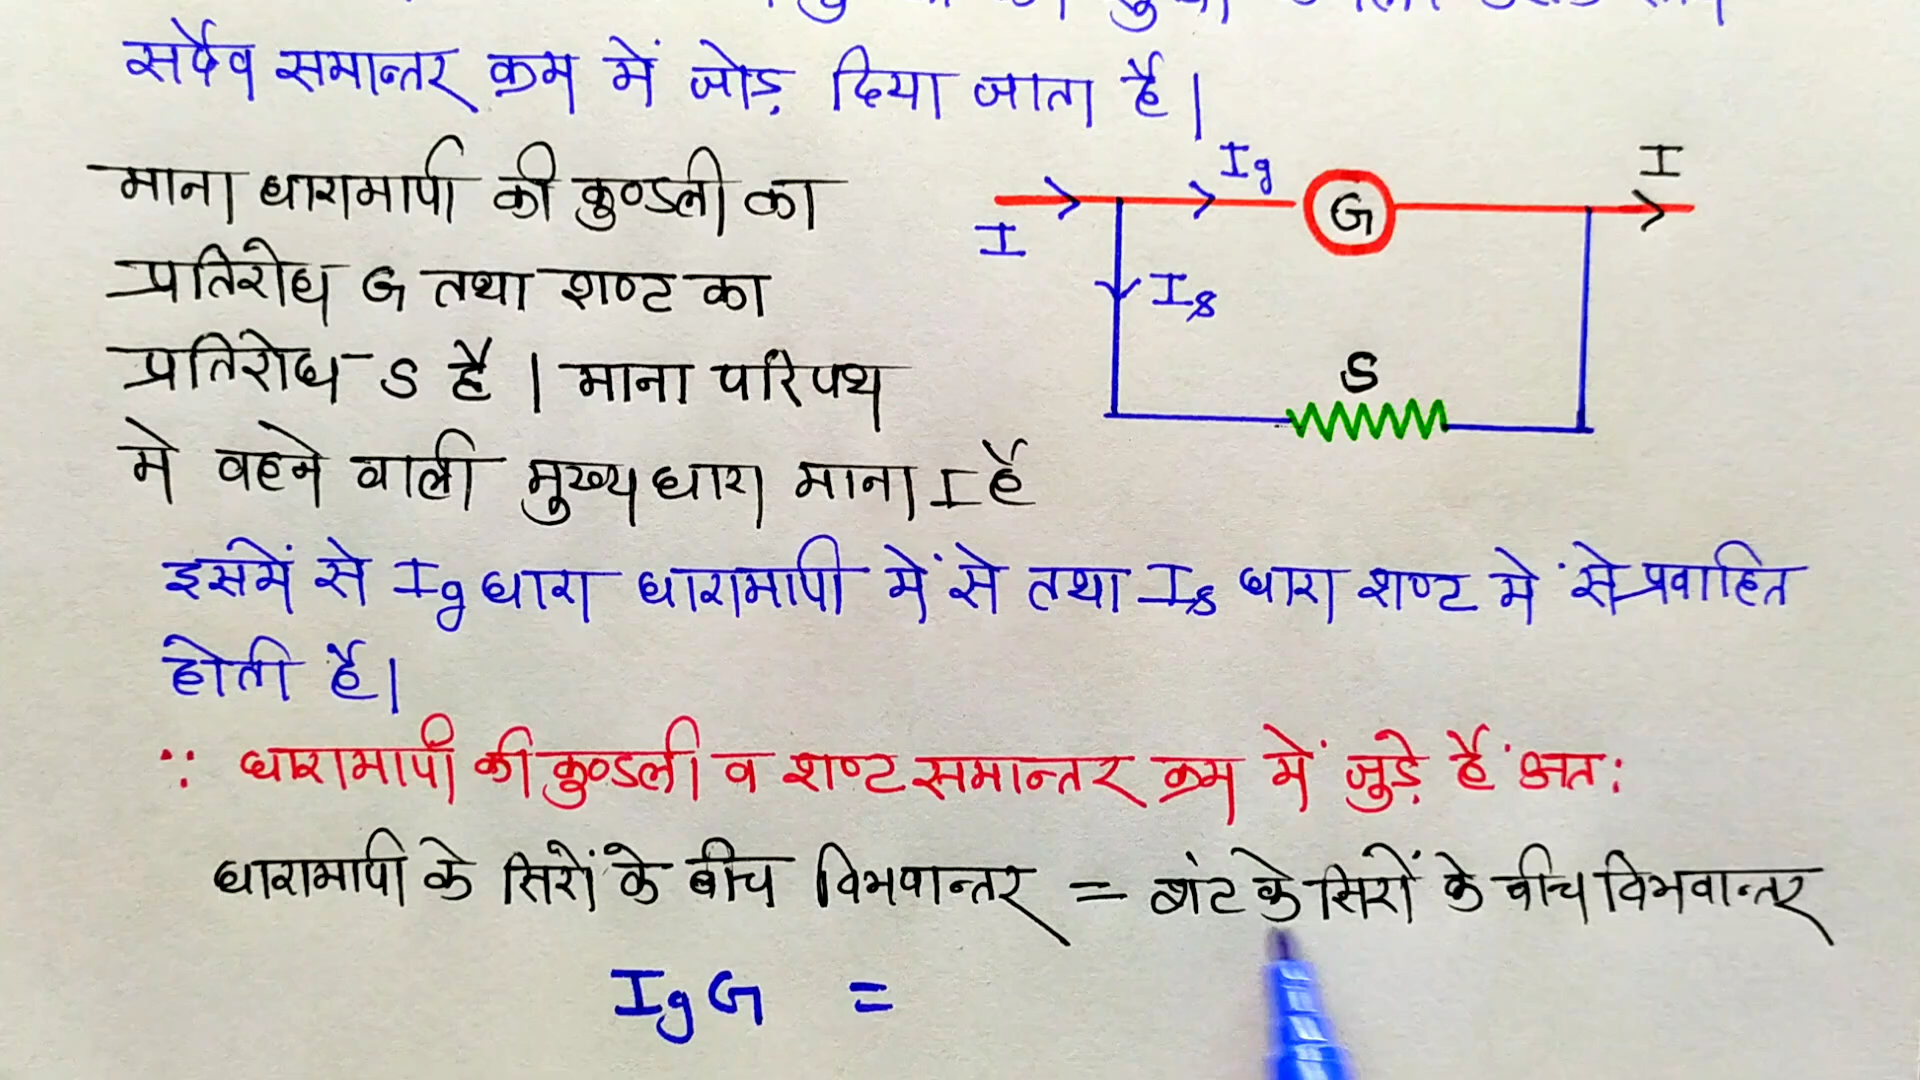 सदैव समान्तर क्रम में जोड़ दिया जाता है।
माना धारामापी की कुण्डली का
प्रतिरोध G तथा शण्ट का
प्रतिरोध S है। माना परिपथ
मे वहने वाली मुख्य धारा माना I है
I
Ig
G
I
Is
S
इसमें से Ig धारा धारामापी में से तथा Is धारा शण्ट मे से प्रवाहित
होती है।
∵ धारामापी की कुण्डली व शण्ट समान्तर क्रम में जुड़े हैं अतः
धारामापी के सिरों के बीच विभवान्तर = शंट के सिरों के बीच विभवान्तर
IgG =